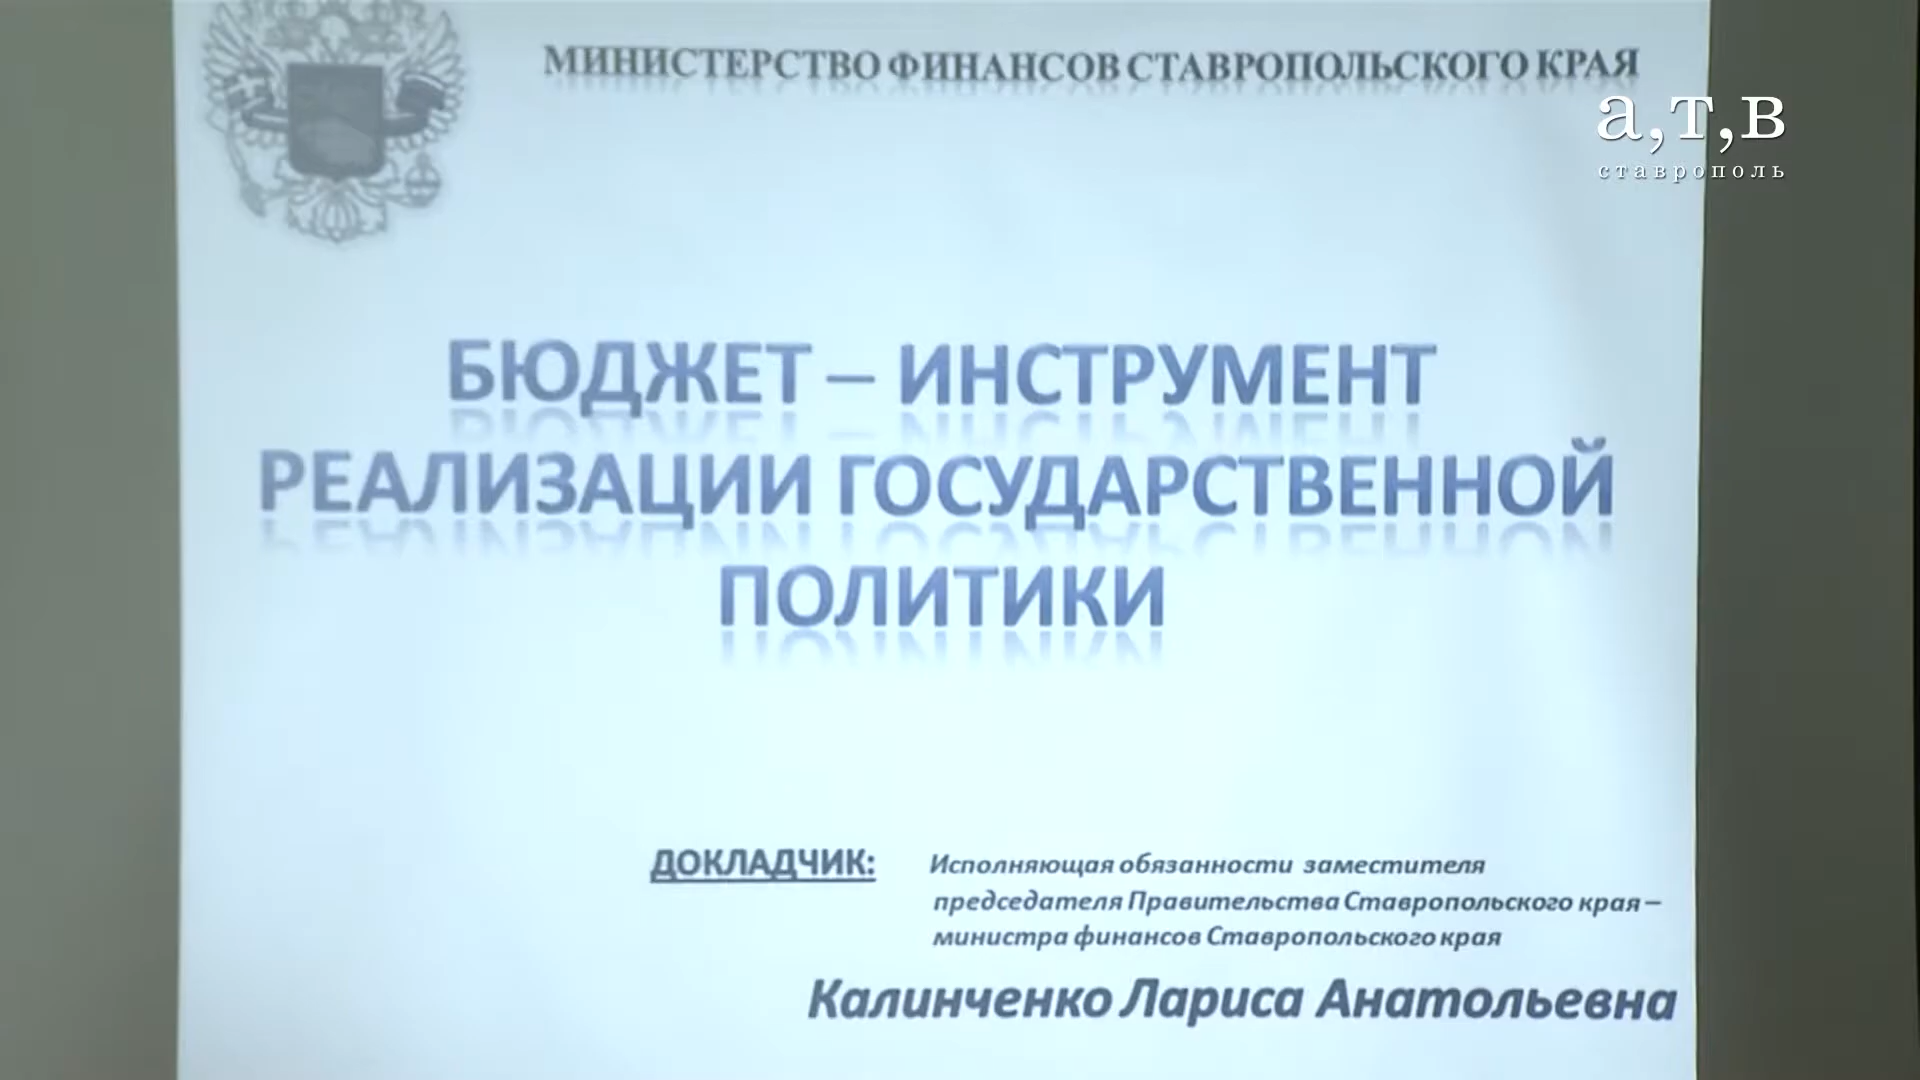 МИНИСТЕРСТВО ФИНАНСОВ СТАВРОПОЛЬСКОГО КРАЯ
а,т,в
ставрополь
БЮДЖЕТ – ИНСТРУМЕНТ
РЕАЛИЗАЦИИ ГОСУДАРСТВЕННОЙ
ПОЛИТИКИ
ДОКЛАДЧИК: Исполняющая обязанности заместителя
председателя Правительства Ставропольского края –
министра финансов Ставропольского края
Калинченко Лариса Анатольевна